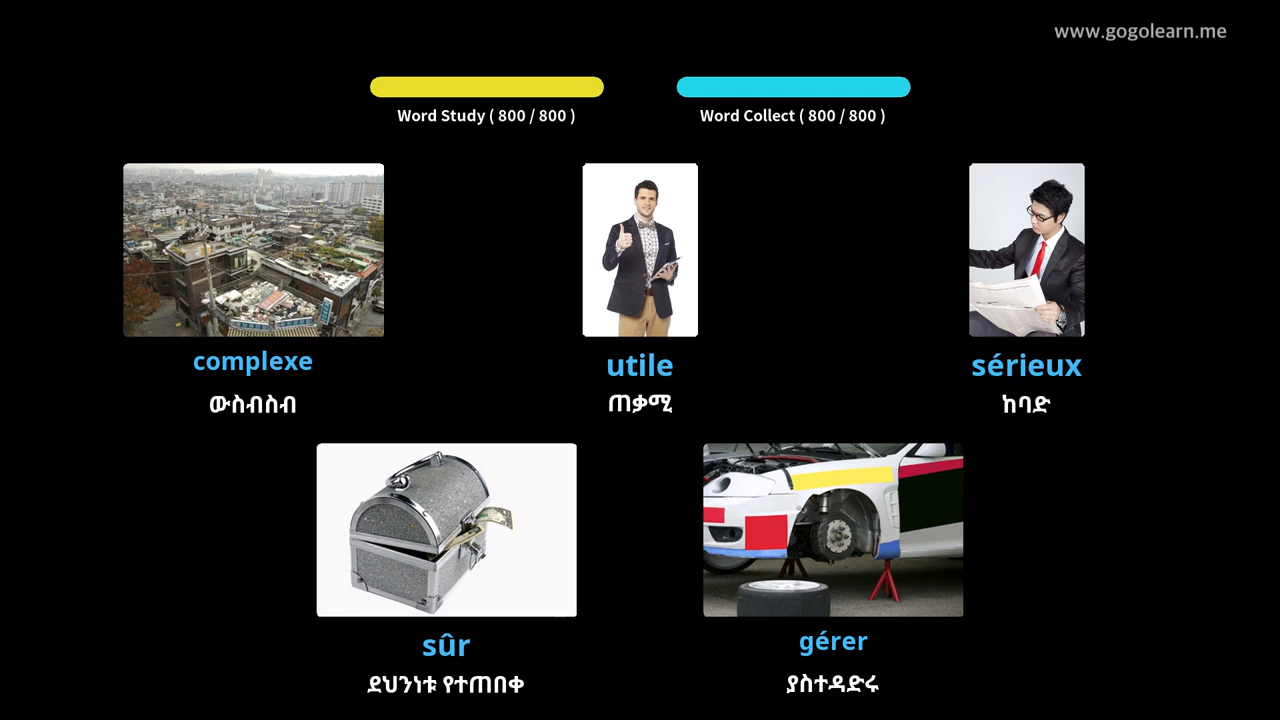 www.gogolearn.me
Word Study ( 800 / 800 )
Word Collect ( 800 / 800 )
complexe
utile
sérieux
ውስብስብ
ጠቃሚ
ከባድ
sûr
gérer
ደህንነቱ የተጠበቀ
ያስተዳድሩ